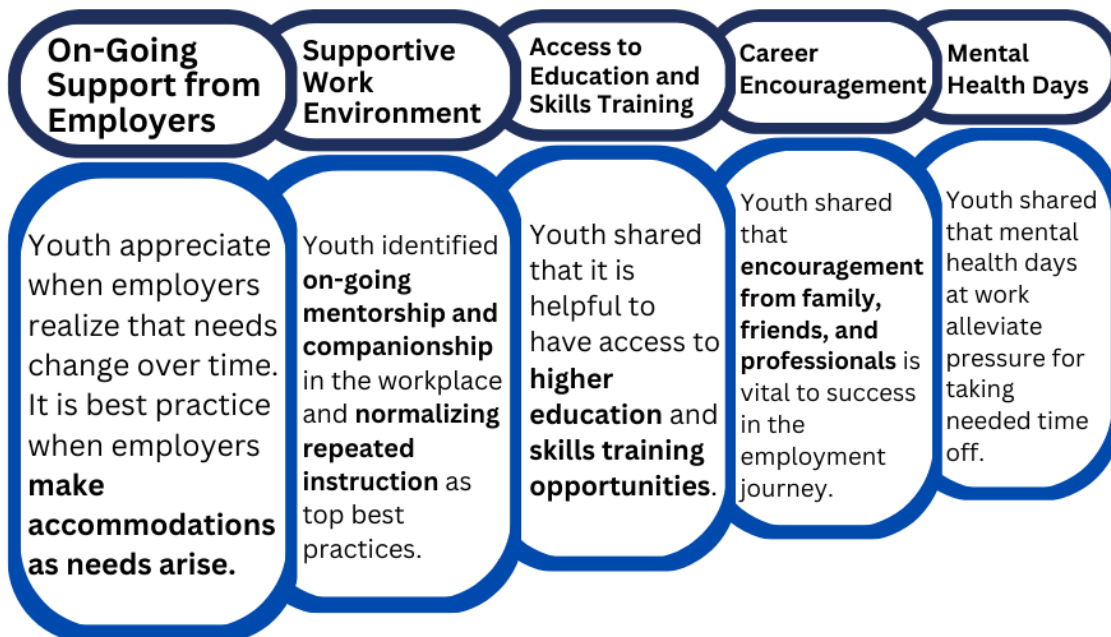 On-Going
Support from
Employers
Supportive
Work
Environment
Access to
Education and
Skills Training
Career
Encouragement
Mental
Health Days
Youth appreciate
when employers
realize that needs
change over time.
It is best practice
when employers
make
accommodations
as needs arise.
Youth identified
on-going
mentorship and
companionship
in the workplace
and normalizing
repeated
instruction as
top best
practices.
Youth shared
that it is
helpful to
have access to
higher
education and
skills training
opportunities.
Youth shared
that
encouragement
from family,
friends, and
professionals is
vital to success
in the
employment
journey.
Youth shared
that mental
health days
at work
alleviate
pressure for
taking
needed time
off.